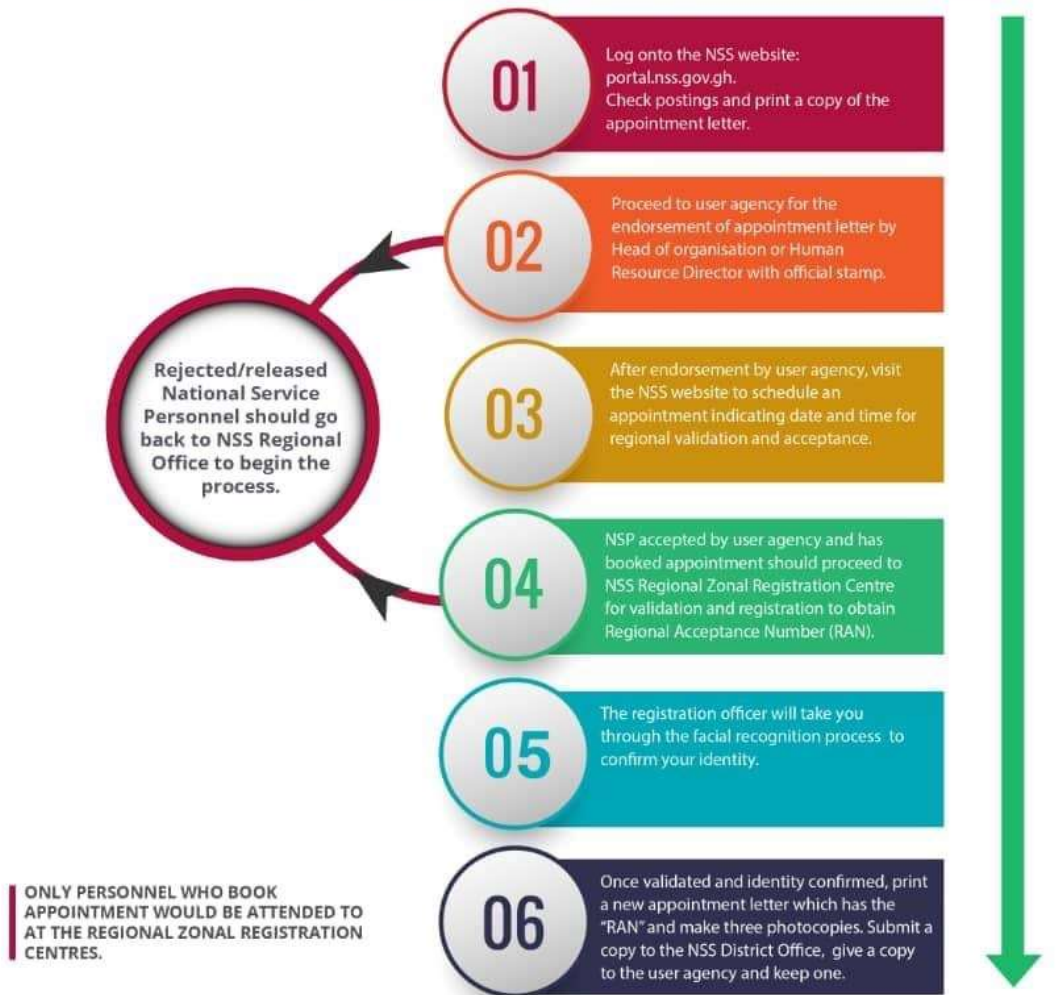 01
Log onto the NSS website:
portal.nss.gov.gh.
Check postings and print a copy of the
appointment letter.
02
Proceed to user agency for the
endorsement of appointment letter by
Head of organisation or Human
Resource Director with official stamp.
Rejected/released
National Service
Personnel should go
back to NSS Regional
Office to begin the
process.
03
After endorsement by user agency, visit
the NSS website to schedule an
appointment indicating date and time for
regional validation and acceptance.
04
NSP accepted by user agency and has
booked appointment should proceed to
NSS Regional Zonal Registration Centre
for validation and registration to obtain
Regional Acceptance Number (RAN).
05
The registration officer will take you
through the facial recognition process to
confirm your identity.
06
Once validated and identity confirmed, print
a new appointment letter which has the
"RAN" and make three photocopies. Submit a
copy to the NSS District Office, give a copy
to the user agency and keep one.
ONLY PERSONNEL WHO BOOK
APPOINTMENT WOULD BE ATTENDED TO
AT THE REGIONAL ZONAL REGISTRATION
CENTRES.